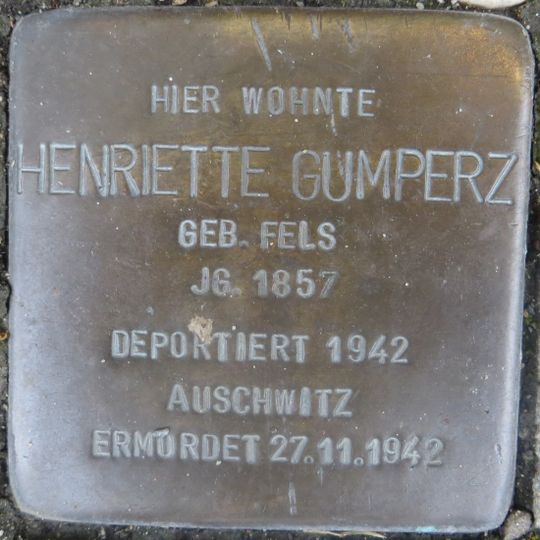 HIER WOHNTE
HENRIETTE GUMPERZ
GEB. FELS
JG. 1857
DEPORTIERT 1942
AUSCHWITZ
ERMORDET 27.11.1942